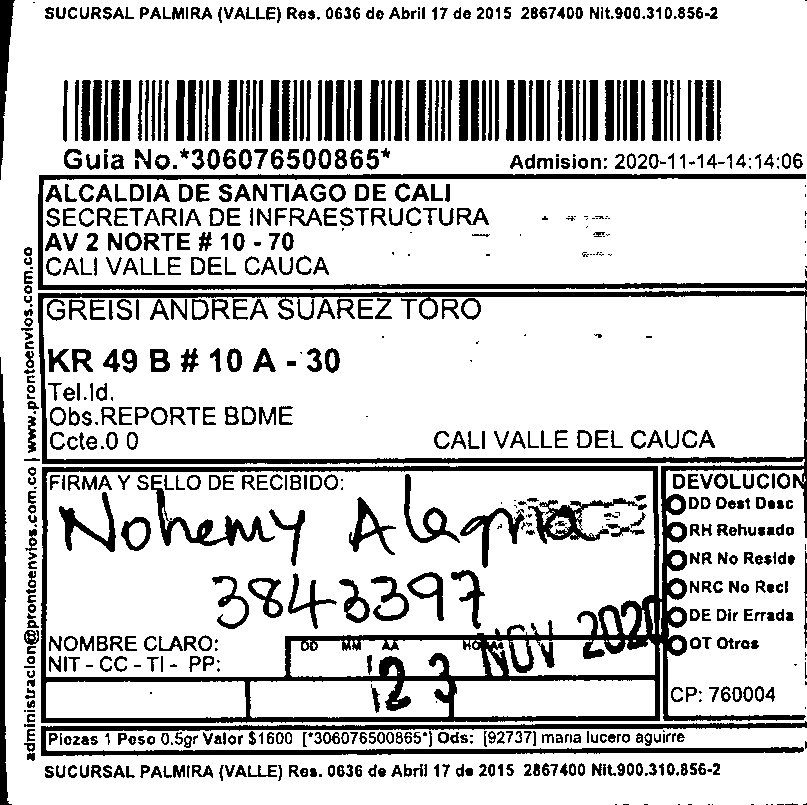 SUCURSAL PALMIRA (VALLE) Res. 0636 de Abril 17 de 2015 2867400 Nit.900.310.856-2
Guia No.*306076500865*
Admision: 2020-11-14-14:14:06
ALCALDIA DE SANTIAGO DE CALI
SECRETARIA DE INFRAESTRUCTURA
AV 2 NORTE # 10 - 70
CALI VALLE DEL CAUCA
GREISI ANDREA SUAREZ TORO
KR 49 B # 10 A - 30
Tel.Id.
Obs.REPORTE BDME
Ccte.0 0
CALI VALLE DEL CAUCA
administracion@prontoenvios.com.co | www.prontoenvios.com.co
FIRMA Y SELLO DE RECIBIDO:
Nohemy Alegria
3843397
NOMBRE CLARO:
NIT - CC - TI - PP:
DD MM AA
23 NOV 2020
DEVOLUCION
DD Dest Desc
RH Rehusado
NR No Reside
NRC No Recl
DE Dir Errada
OT Otros
CP: 760004
Piezas 1 Peso 0.5gr Valor $1600 [*306076500865*] Ods: [92737] maria lucero aguirre
SUCURSAL PALMIRA (VALLE) Res. 0636 de Abril 17 de 2015 2867400 Nit.900.310.856-2